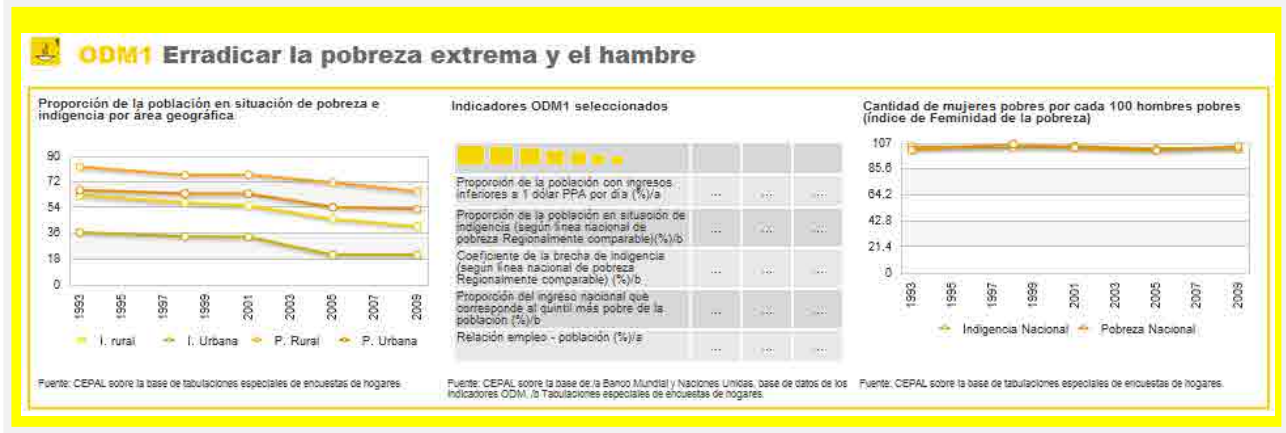 ODM1 Erradicar la pobreza extrema y el hambre
Proporción de la población en situación de pobreza e
indigencia por área geográfica
90
72
54
36
18
0
1993
1995
1997
1999
2001
2003
2005
2007
2009
I. rural I. Urbana P. Rural P. Urbana
Fuente: CEPAL sobre la base de tabulaciones especiales de encuestas de hogares
Indicadores ODM1 seleccionados
Proporción de la población con ingresos
inferiores a 1 dólar PPA por día (%)/a ... ... ...
Proporción de la población en situación de
indigencia (según línea nacional de
pobreza Regionalmente comparable)(%)/b ... ... ...
Coeficiente de la brecha de indigencia
(según línea nacional de pobreza
Regionalmente comparable) (%)/b ... ... ...
Proporción del ingreso nacional que
corresponde al quintil más pobre de la
población (%)/b ... ... ...
Relación empleo - población (%)/a ... ... ...
Fuente: CEPAL sobre la base de /a Banco Mundial y Naciones Unidas, base de datos de los
Indicadores ODM. /b Tabulaciones especiales de encuestas de hogares.
Cantidad de mujeres pobres por cada 100 hombres pobres
(índice de Feminidad de la pobreza)
107
85.6
64.2
42.8
21.4
0
1993
1995
1997
1999
2001
2003
2005
2007
2009
Indigencia Nacional Pobreza Nacional
Fuente: CEPAL sobre la base de tabulaciones especiales de encuestas de hogares.